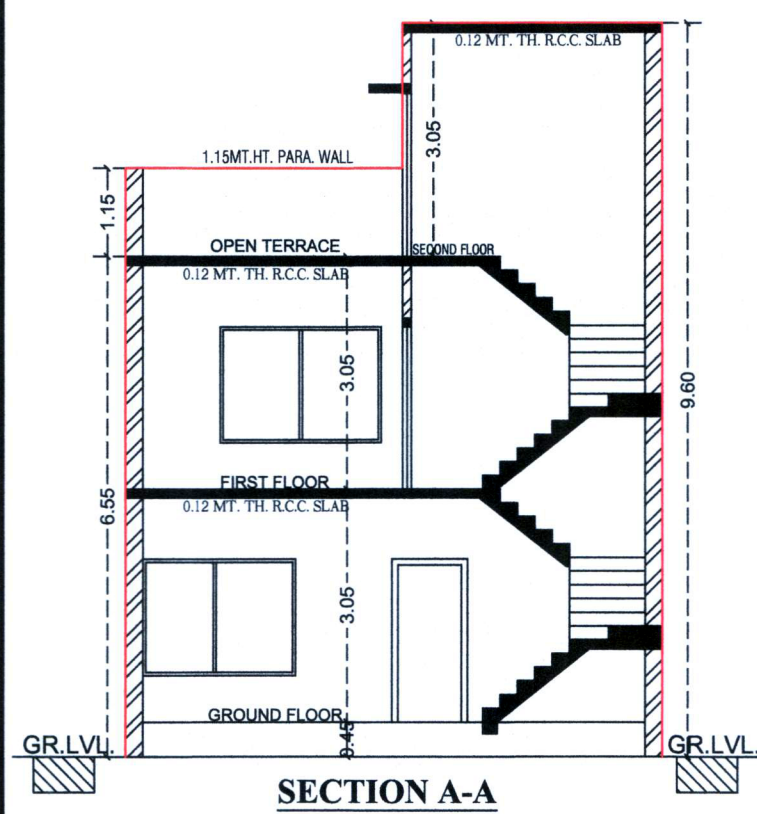 0.12 MT. TH. R.C.C. SLAB
3.05
1.15MT.HT. PARA. WALL
1.15
OPEN TERRACE
SECOND FLOOR
0.12 MT. TH. R.C.C. SLAB
3.05
9.60
FIRST FLOOR
0.12 MT. TH. R.C.C. SLAB
6.55
3.05
GROUND FLOOR
0.45
GR.LVL.
GR.LVL.
SECTION A-A